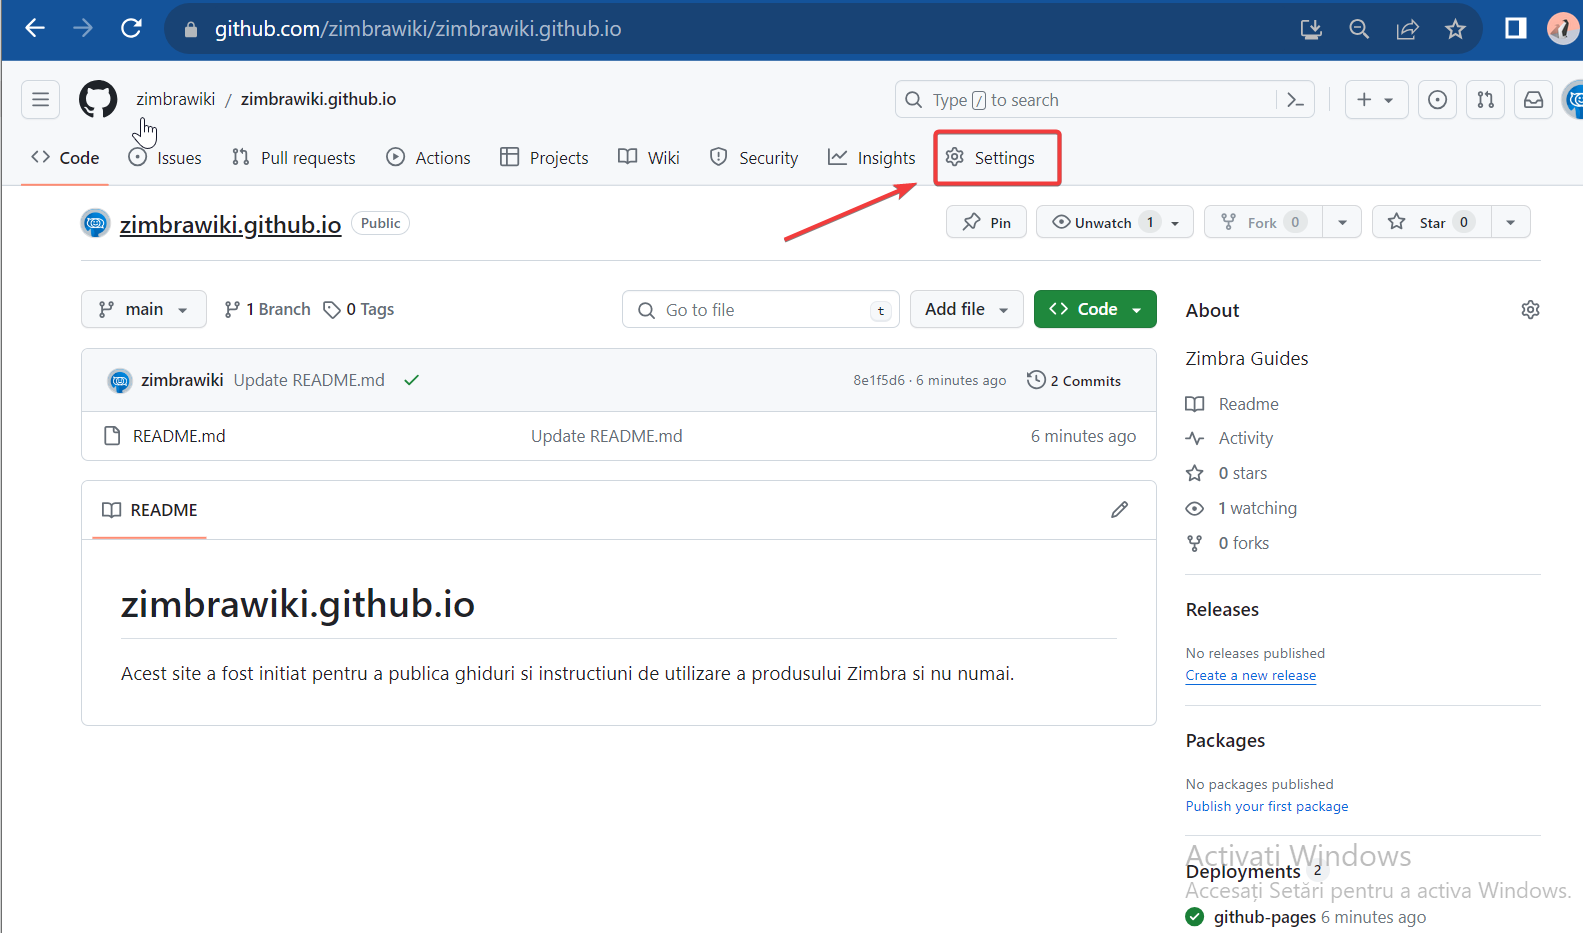 github.com/zimbrawiki/zimbrawiki.github.io
zimbrawiki / zimbrawiki.github.io
Type / to search
Code Issues Pull requests Actions Projects Wiki Security Insights Settings
zimbrawiki.github.io Public
Pin Unwatch 1 Fork 0 Star 0
main 1 Branch 0 Tags Go to file t Add file <> Code
About
Zimbra Guides
zimbrawiki Update README.md 8e1f5d6 · 6 minutes ago 2 Commits
README.md Update README.md 6 minutes ago
Readme
Activity
0 stars
1 watching
0 forks
README
zimbrawiki.github.io
Acest site a fost initiat pentru a publica ghiduri si instructiuni de utilizare a produsului Zimbra si nu numai.
Releases
No releases published
Create a new release
Packages
No packages published
Publish your first package
Activați Windows
Deployments 2
Accesați Setări pentru a activa Windows.
github-pages 6 minutes ago